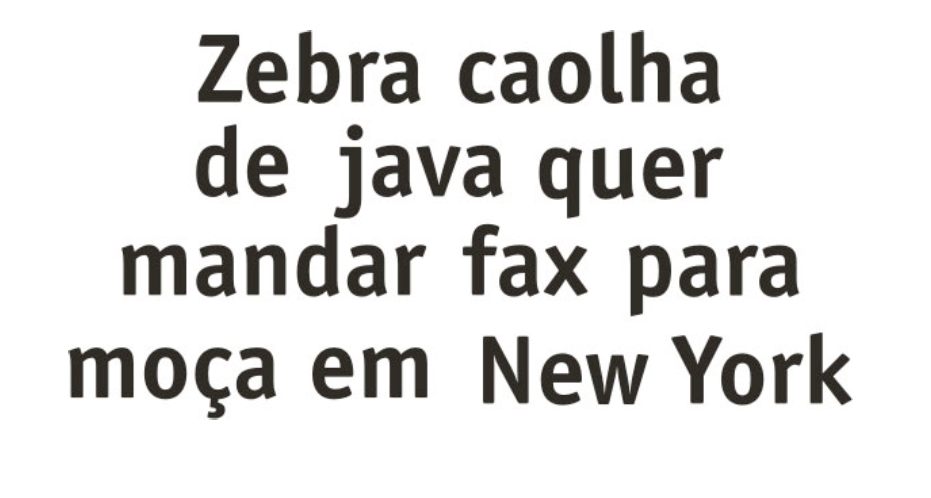 Zebra caolha
de java quer
mandar fax para
moça em New York